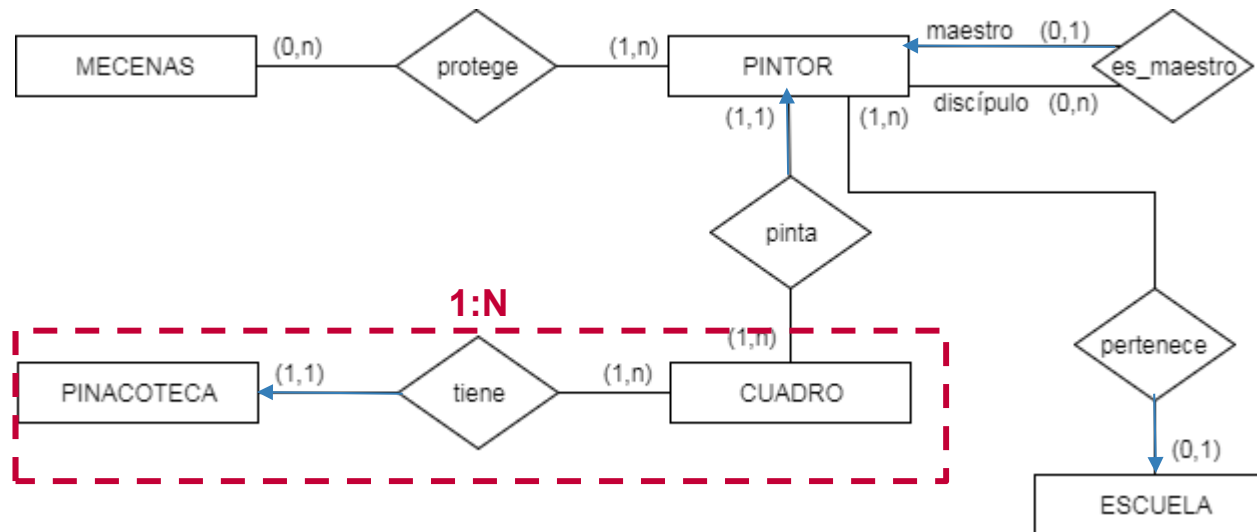 MECENAS (0,n) protege (1,n) PINTOR maestro (0,1) es_maestro
discípulo (0,n)
(1,1) (1,n)
pinta
1:N
(1,n)
PINACOTECA (1,1) tiene (1,n) CUADRO
pertenece
(0,1)
ESCUELA